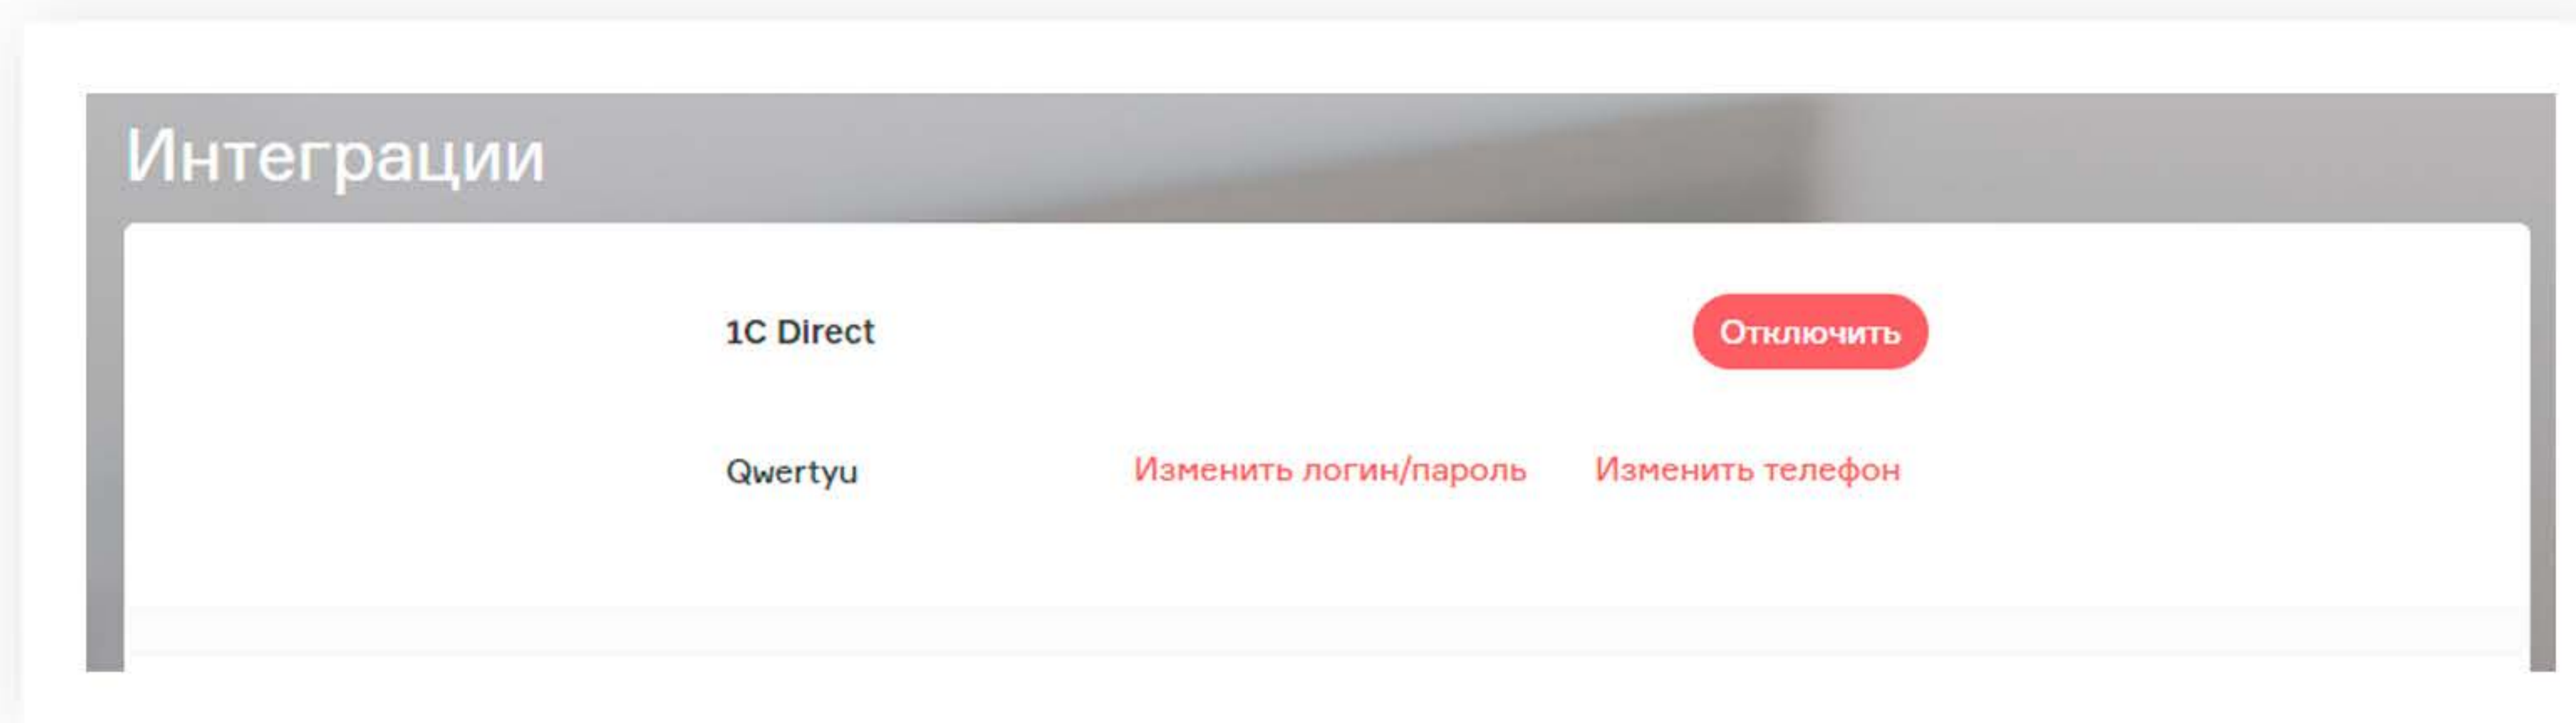 Интеграции
1C Direct Отключить
Qwertyu Изменить логин/пароль Изменить телефон